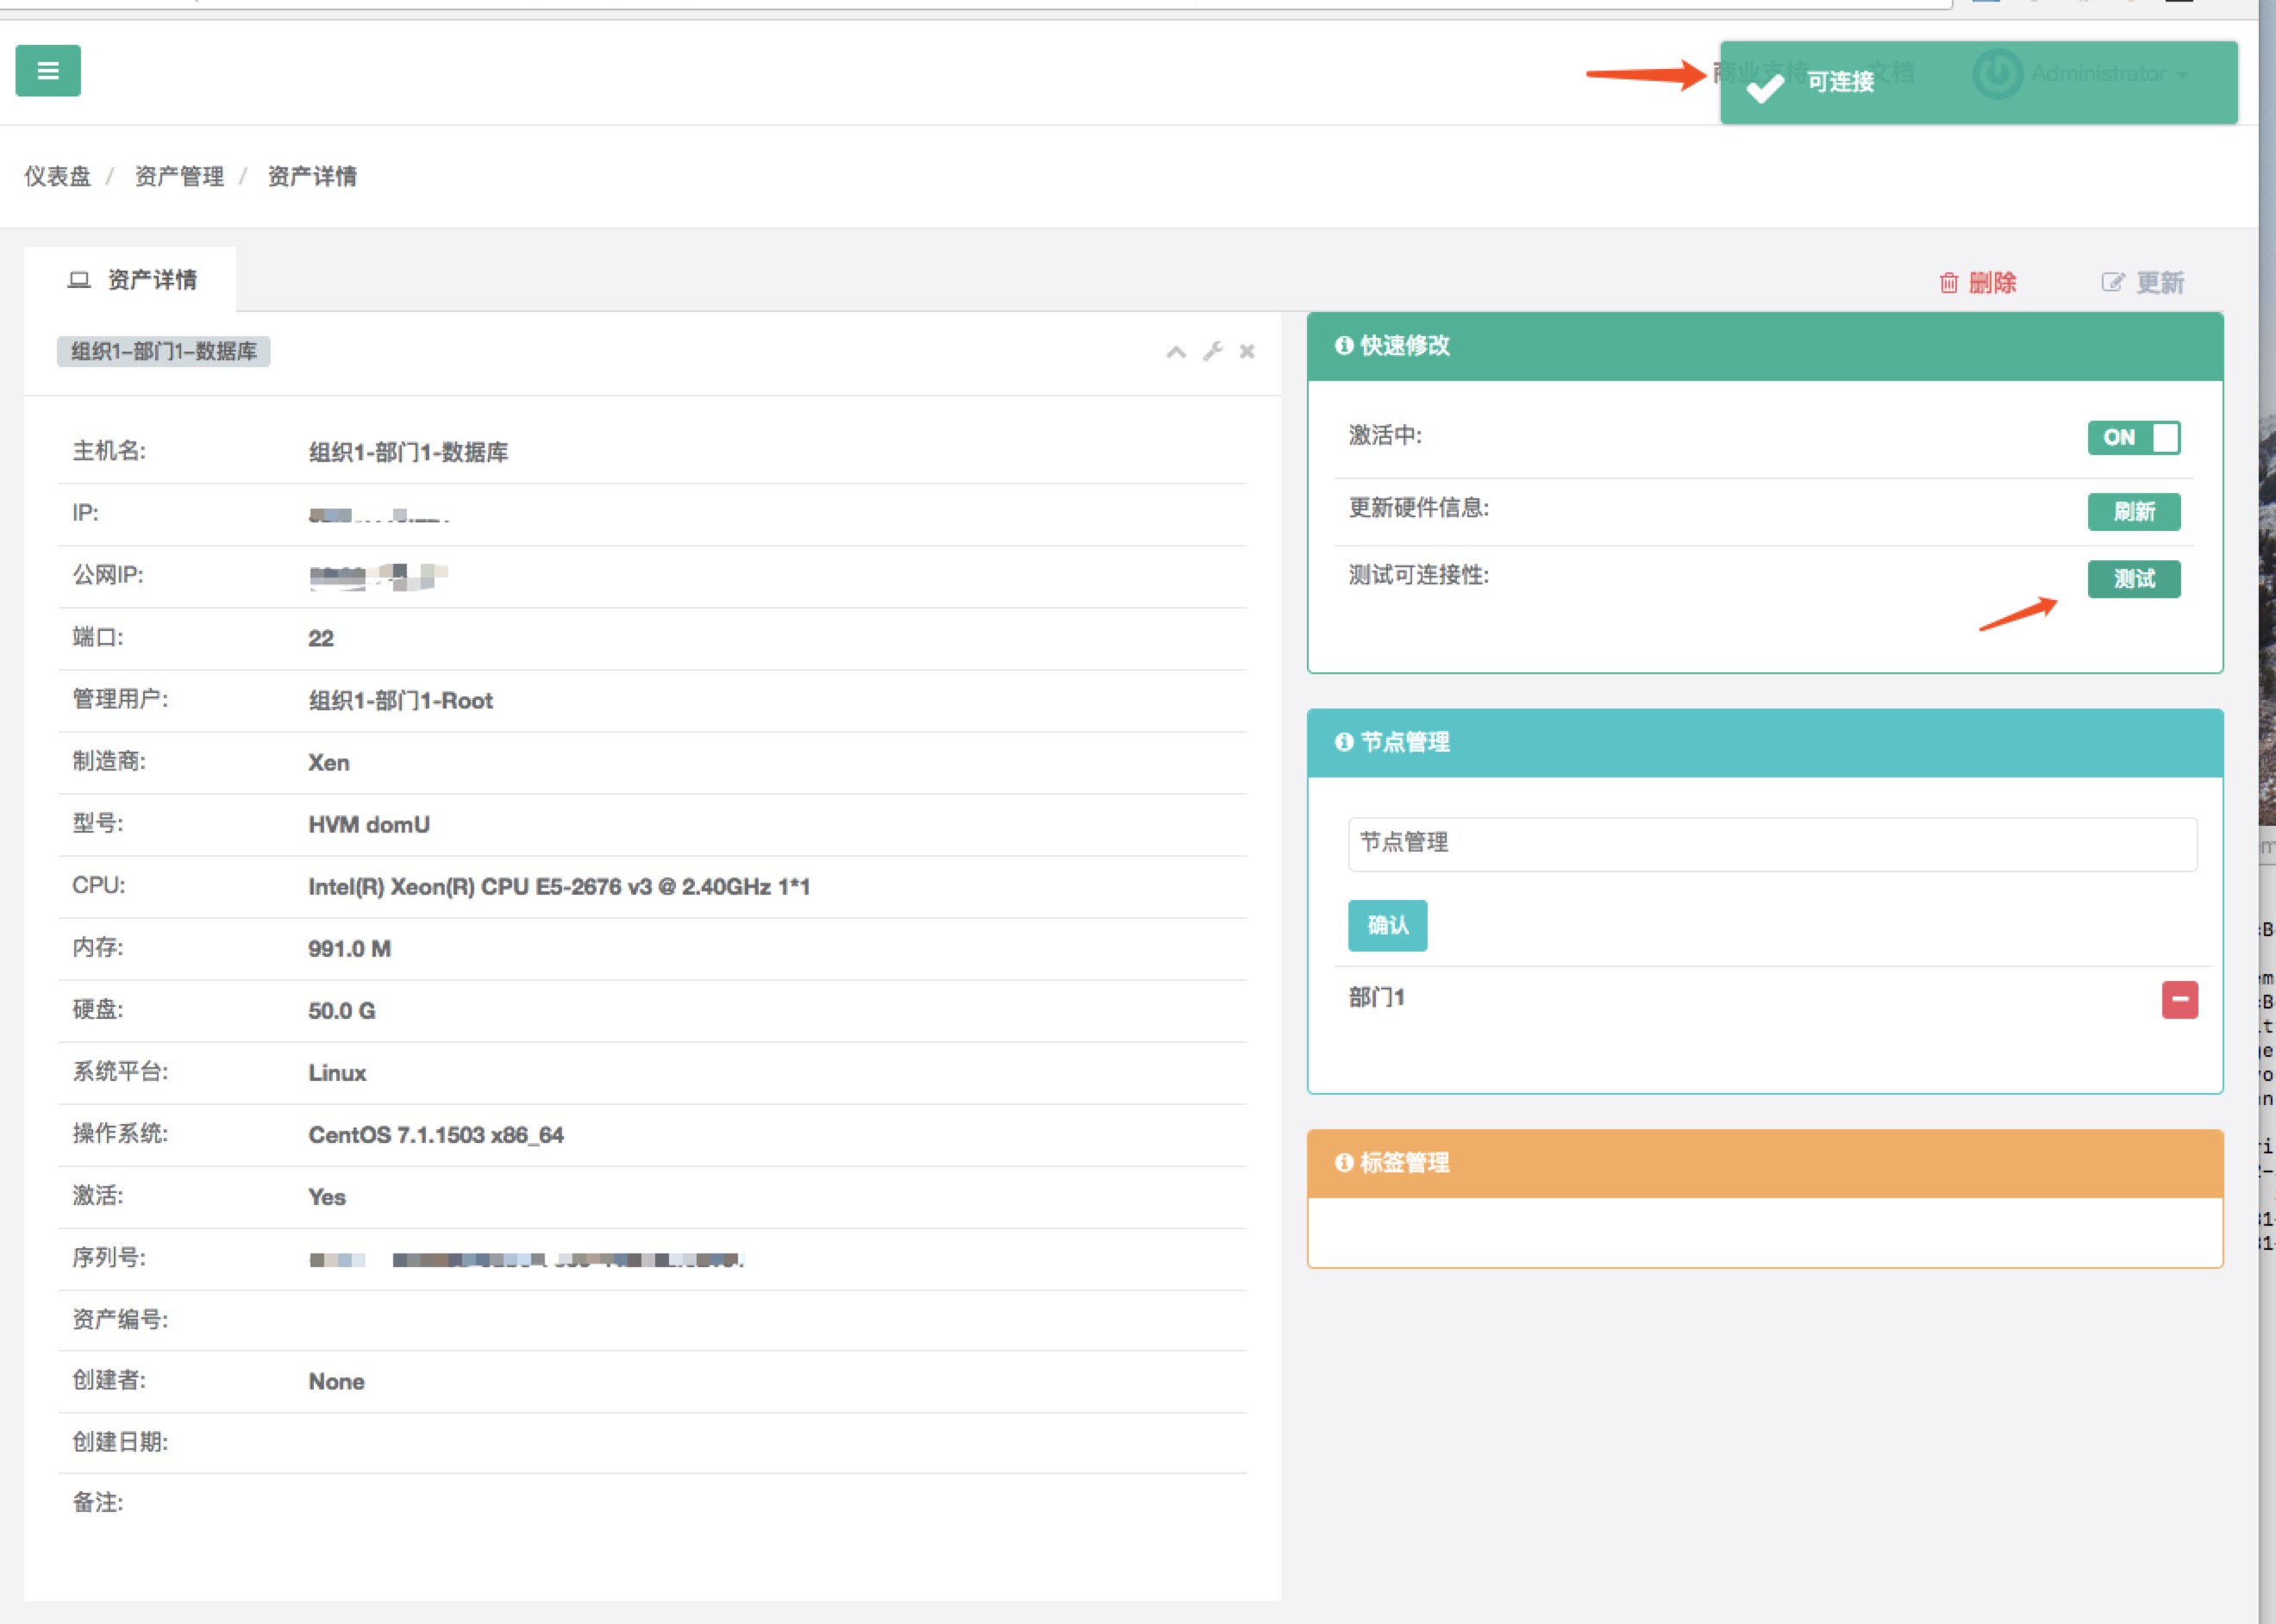 商业支持
文档
Administrator
可连接
仪表盘 / 资产管理 / 资产详情
资产详情
删除
更新
组织1-部门1-数据库
主机名: 组织1-部门1-数据库
IP:
公网IP:
端口: 22
管理用户: 组织1-部门1-Root
制造商: Xen
型号: HVM domU
CPU: Intel(R) Xeon(R) CPU E5-2676 v3 @ 2.40GHz 1*1
内存: 991.0 M
硬盘: 50.0 G
系统平台: Linux
操作系统: CentOS 7.1.1503 x86_64
激活: Yes
序列号:
资产编号:
创建者: None
创建日期:
备注:
快速修改
激活中: ON
更新硬件信息: 刷新
测试可连接性: 测试
节点管理
节点管理
确认
部门1
标签管理